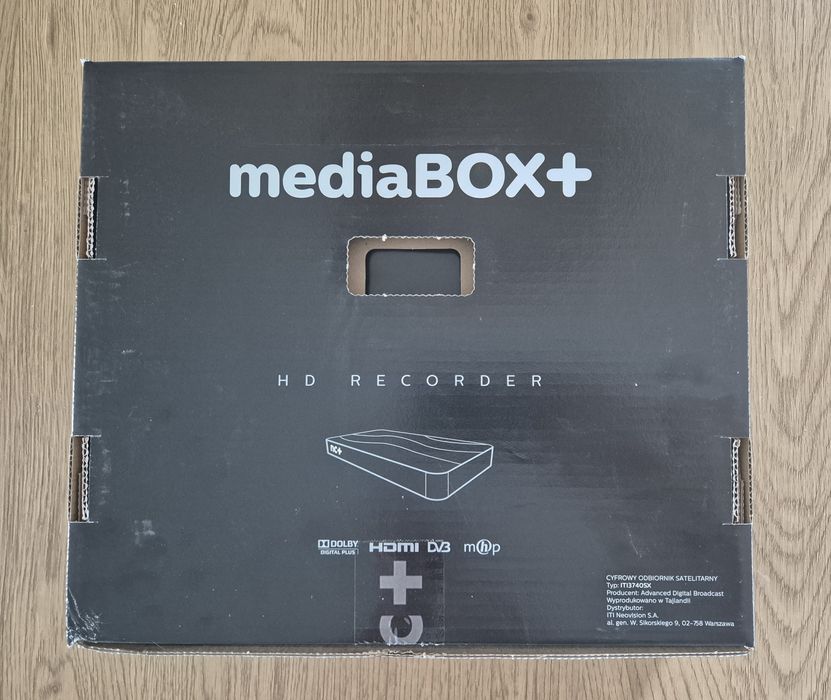 mediaBOX+
HD RECORDER
nc+
DOLBY
DIGITAL PLUS
HDMI
DVB
mhp
C+
CYFROWY ODBIORNIK SATELITARNY
Typ: ITI3740SX
Producent: Advanced Digital Broadcast
Wyprodukowano w Tajlandii
Dystrybutor:
ITI Neovision S.A.
al. gen. W. Sikorskiego 9, 02-758 Warszawa